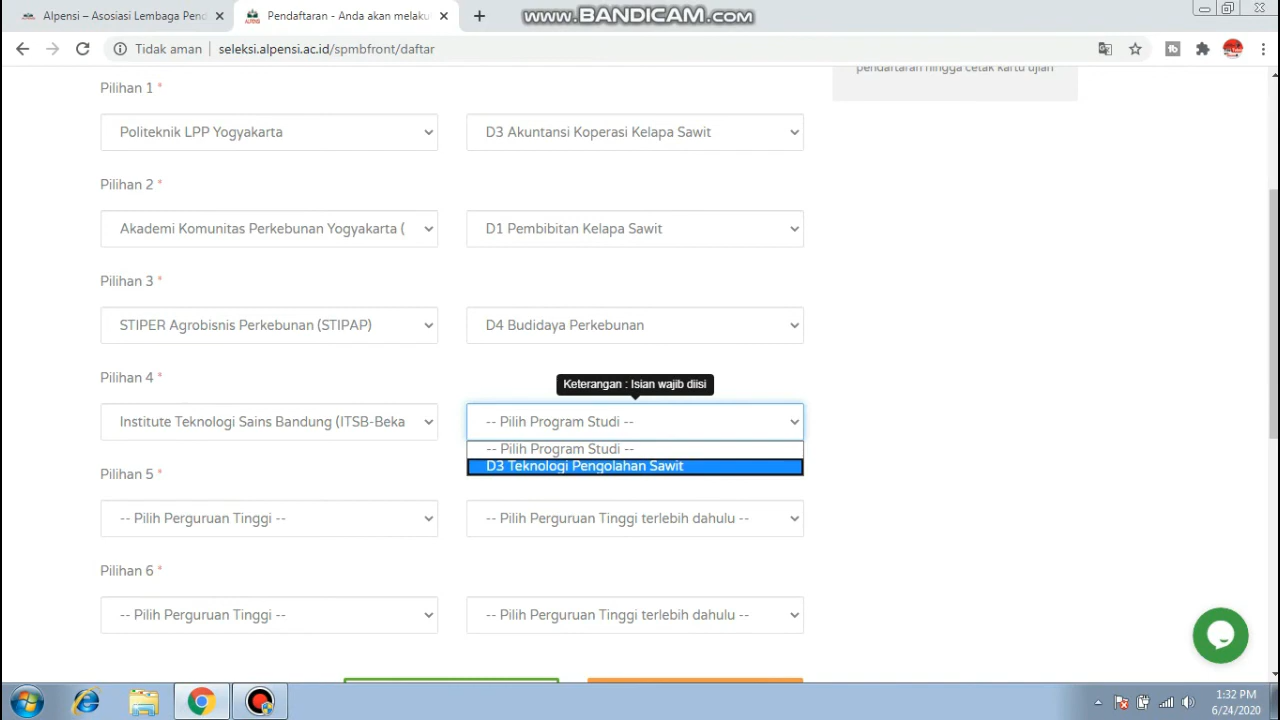 Alpensi – Asosiasi Lembaga Pend
Pendaftaran - Anda akan melaku
WWW.BANDICAM.COM
Tidak aman
seleksi.alpensi.ac.id/spmbfront/daftar
pendaftaran hingga cetak kartu ujian
Pilihan 1 *
Politeknik LPP Yogyakarta
D3 Akuntansi Koperasi Kelapa Sawit
Pilihan 2 *
Akademi Komunitas Perkebunan Yogyakarta (
D1 Pembibitan Kelapa Sawit
Pilihan 3 *
STIPER Agrobisnis Perkebunan (STIPAP)
D4 Budidaya Perkebunan
Pilihan 4 *
Keterangan : Isian wajib diisi
Institute Teknologi Sains Bandung (ITSB-Beka
-- Pilih Program Studi --
-- Pilih Program Studi --
D3 Teknologi Pengolahan Sawit
Pilihan 5 *
-- Pilih Perguruan Tinggi --
-- Pilih Perguruan Tinggi terlebih dahulu --
Pilihan 6 *
-- Pilih Perguruan Tinggi --
-- Pilih Perguruan Tinggi terlebih dahulu --
1:32 PM
6/24/2020